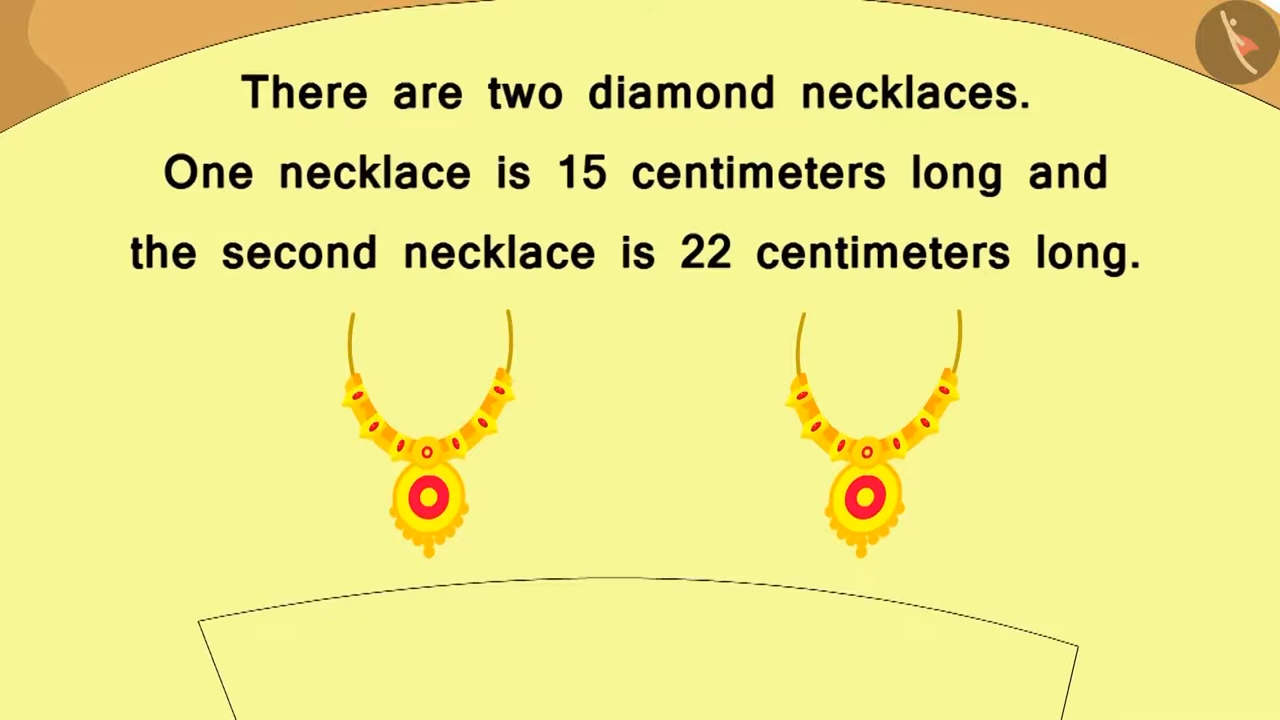 There are two diamond necklaces.
One necklace is 15 centimeters long and
the second necklace is 22 centimeters long.